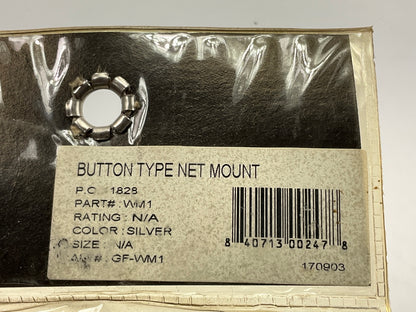 BUTTON TYPE NET MOUNT
P.O 1828
PART# : WM1
RATING : N/A
COLOR : SILVER
SIZE : N/A
#: GF-WM1
8 40713 00247 8
170903